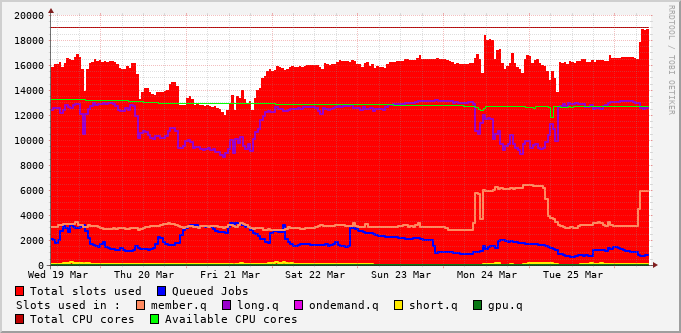 20000
18000
16000
14000
12000
10000
8000
6000
4000
2000
0
Wed 19 Mar Thu 20 Mar Fri 21 Mar Sat 22 Mar Sun 23 Mar Mon 24 Mar Tue 25 Mar
Total slots used Queued Jobs
Slots used in : member.q long.q ondemand.q short.q gpu.q
Total CPU cores Available CPU cores
RRDTOOL / TOBI OETIKER